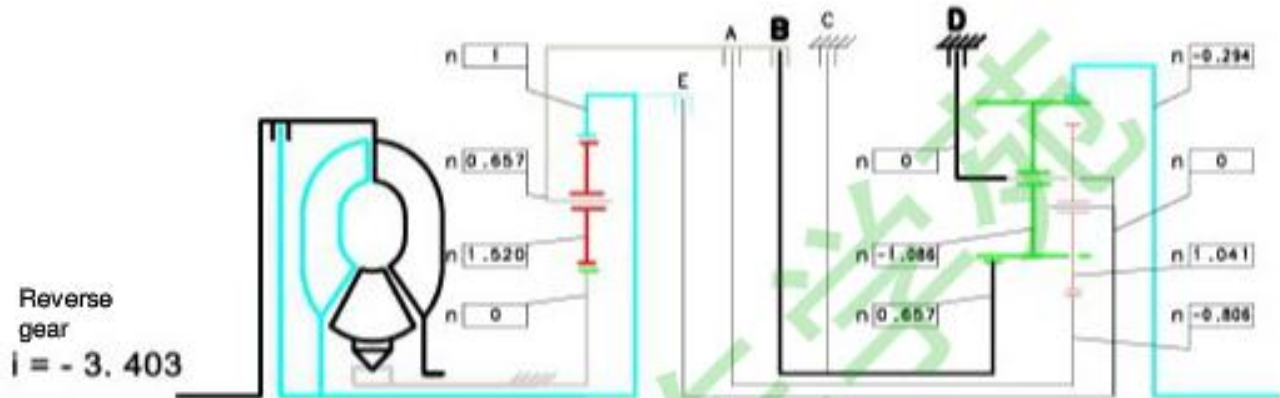 A
B
C
D
E
n 1
n 0.657
n 1.520
n 0
n 0
n -1.086
n 0.657
n -0.294
n 0
n 1.041
n -0.806
Reverse
gear
i = - 3. 403